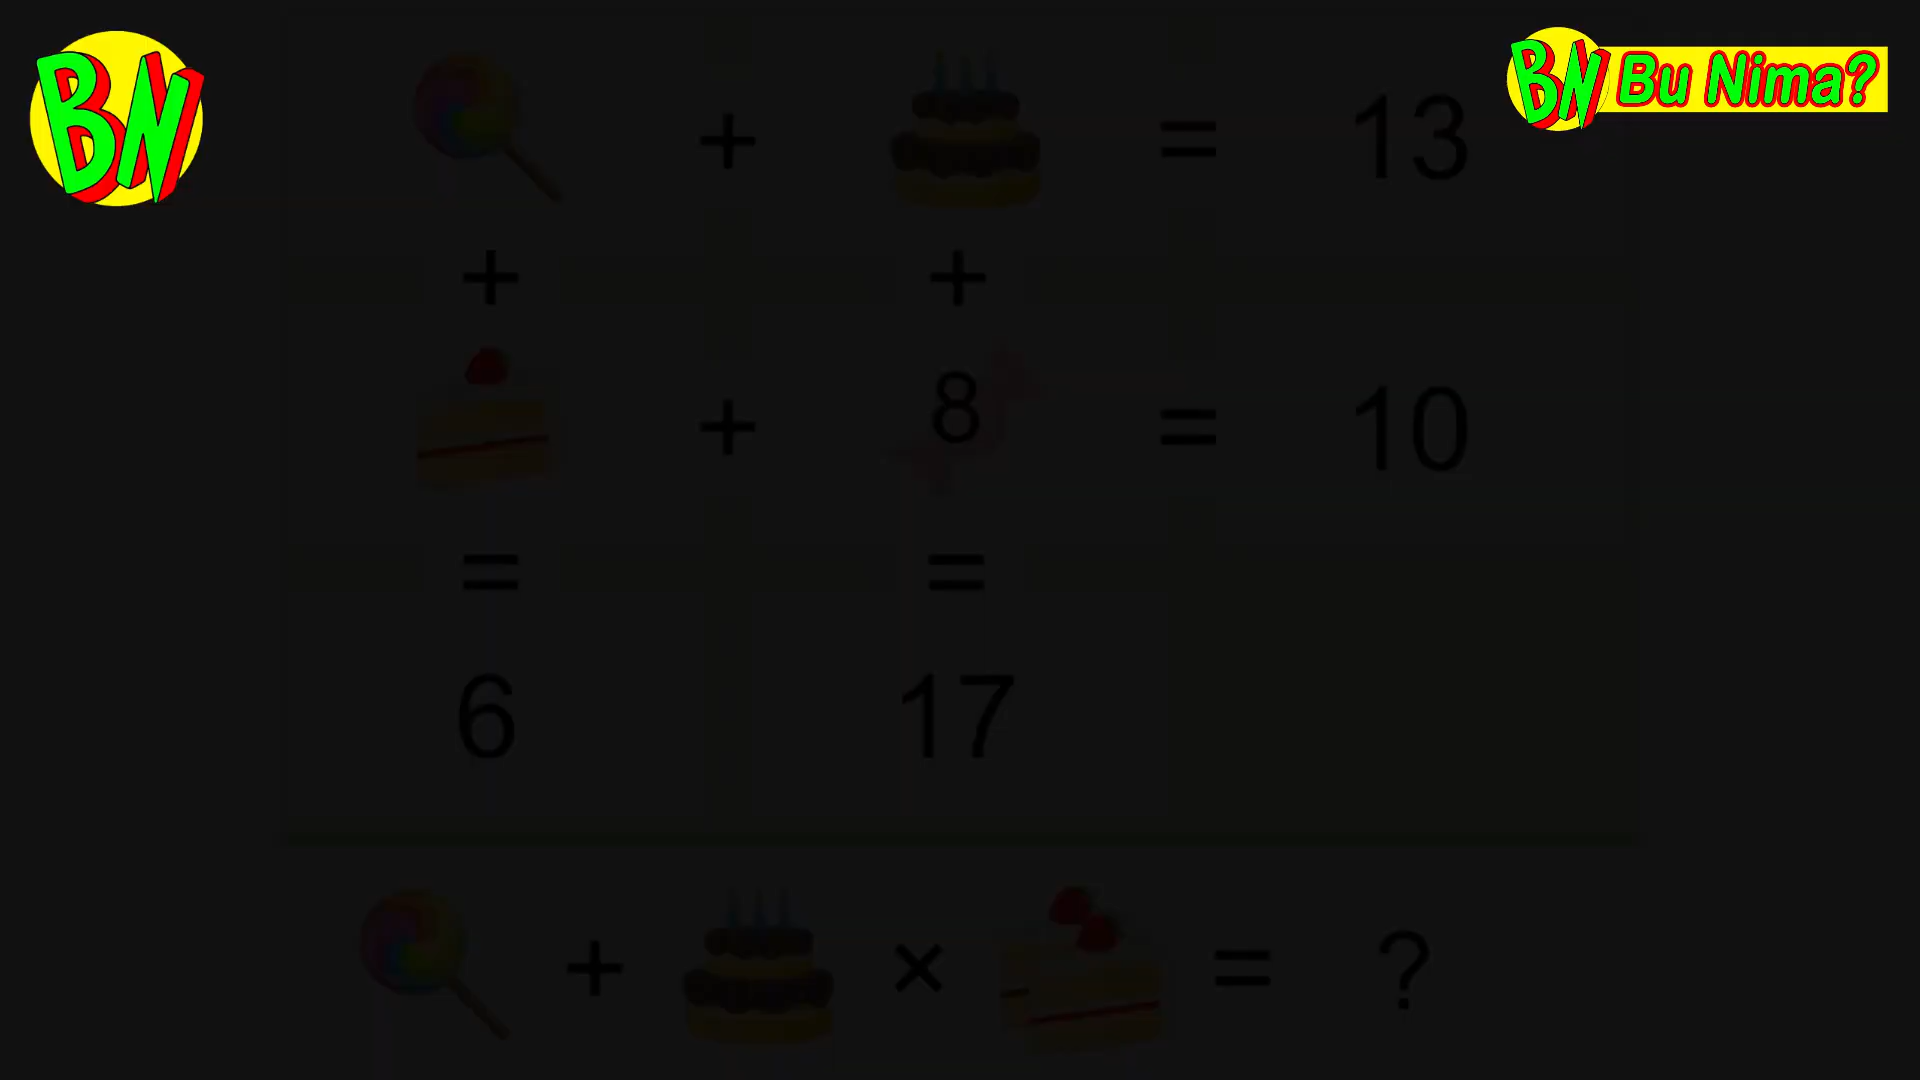 BN
BN Bu Nima?
+ = 13
+ +
+ 8 = 10
= =
6 17
+ × = ?